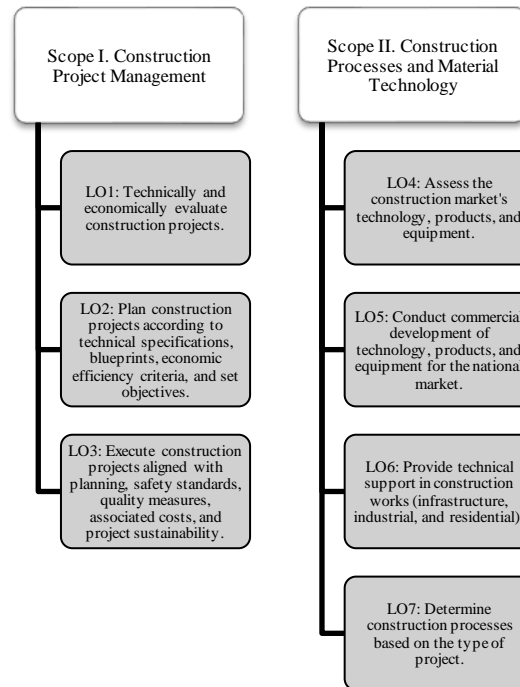 Scope I. Construction
Project Management
LO1: Technically and
economically evaluate
construction projects.
LO2: Plan construction
projects according to
technical specifications,
blueprints, economic
efficiency criteria, and set
objectives.
LO3: Execute construction
projects aligned with
planning, safety standards,
quality measures,
associated costs, and
project sustainability.
Scope II. Construction
Processes and Material
Technology
LO4: Assess the
construction market's
technology, products, and
equipment.
LO5: Conduct commercial
development of
technology, products, and
equipment for the national
market.
LO6: Provide technical
support in construction
works (infrastructure,
industrial, and residential)
LO7: Determine
construction processes
based on the type of
project.